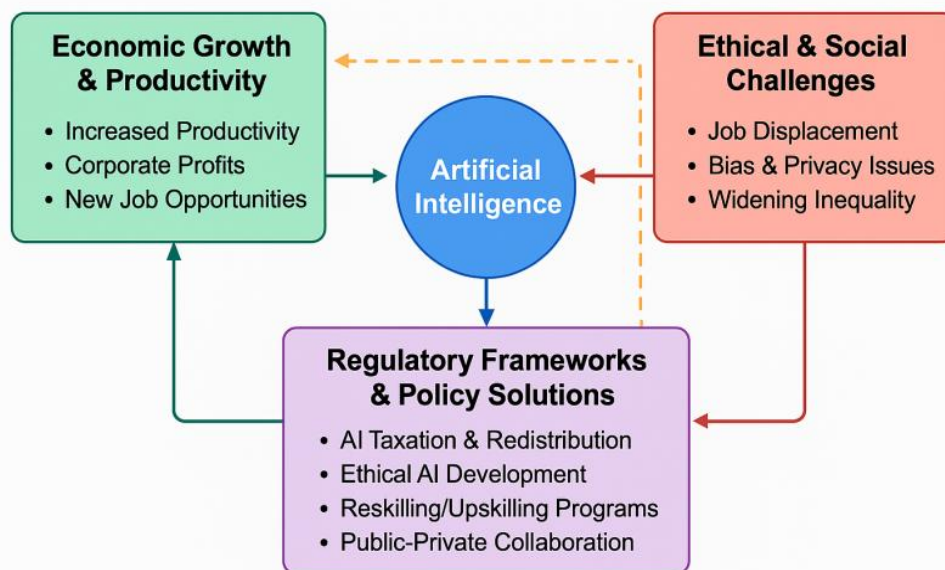 Economic Growth
& Productivity
• Increased Productivity
• Corporate Profits
• New Job Opportunities
Artificial
Intelligence
Ethical & Social
Challenges
• Job Displacement
• Bias & Privacy Issues
• Widening Inequality
Regulatory Frameworks
& Policy Solutions
• AI Taxation & Redistribution
• Ethical AI Development
• Reskilling/Upskilling Programs
• Public-Private Collaboration